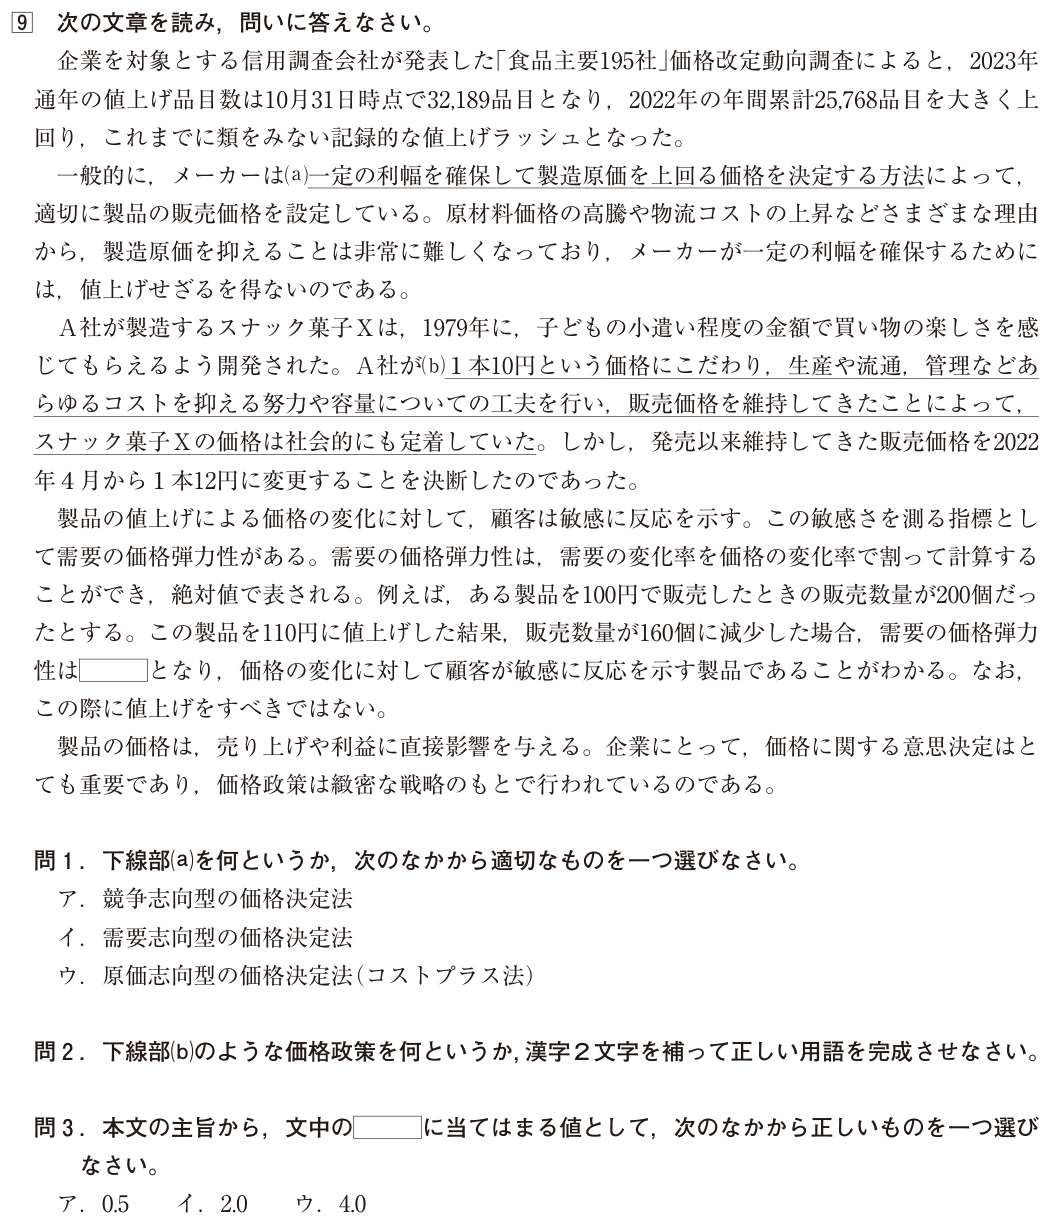 9 次の文章を読み，問いに答えなさい。
企業を対象とする信用調査会社が発表した「食品主要195社」価格改定動向調査によると，2023年
通年の値上げ品目数は10月31日時点で32,189品目となり，2022年の年間累計25,768品目を大きく上
回り，これまでに類をみない記録的な値上げラッシュとなった。
一般的に，メーカーは(a)一定の利幅を確保して製造原価を上回る価格を決定する方法によって，
適切に製品の販売価格を設定している。原材料価格の高騰や物流コストの上昇などさまざまな理由
から，製造原価を抑えることは非常に難しくなっており，メーカーが一定の利幅を確保するために
は，値上げせざるを得ないのである。
Ａ社が製造するスナック菓子Ｘは，1979年に，子どもの小遣い程度の金額で買い物の楽しさを感
じてもらえるよう開発された。Ａ社が(b)１本10円という価格にこだわり，生産や流通，管理などあ
らゆるコストを抑える努力や容量についての工夫を行い，販売価格を維持してきたことによって，
スナック菓子Ｘの価格は社会的にも定着していた。しかし，発売以来維持してきた販売価格を2022
年４月から１本12円に変更することを決断したのであった。
製品の値上げによる価格の変化に対して，顧客は敏感に反応を示す。この敏感さを測る指標とし
て需要の価格弾力性がある。需要の価格弾力性は，需要の変化率を価格の変化率で割って計算する
ことができ，絶対値で表される。例えば，ある製品を100円で販売したときの販売数量が200個だっ
たとする。この製品を110円に値上げした結果，販売数量が160個に減少した場合，需要の価格弾力
性は　　　となり，価格の変化に対して顧客が敏感に反応を示す製品であることがわかる。なお，
この際に値上げをすべきではない。
製品の価格は，売り上げや利益に直接影響を与える。企業にとって，価格に関する意思決定はと
ても重要であり，価格政策は緻密な戦略のもとで行われているのである。
問１．下線部(a)を何というか，次のなかから適切なものを一つ選びなさい。
ア．競争志向型の価格決定法
イ．需要志向型の価格決定法
ウ．原価志向型の価格決定法(コストプラス法)
問２．下線部(b)のような価格政策を何というか，漢字２文字を補って正しい用語を完成させなさい。
問３．本文の主旨から，文中の　　　に当てはまる値として，次のなかから正しいものを一つ選び
なさい。
ア．0.5　イ．2.0　ウ．4.0